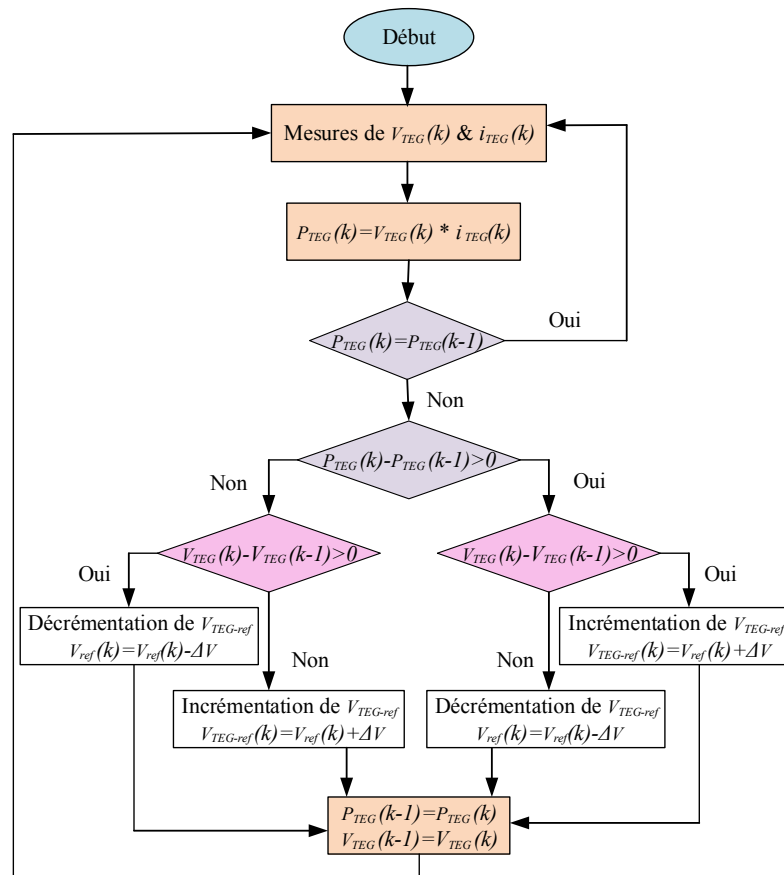 Début
Mesures de V_TEG(k) & i_TEG(k)
P_TEG(k)=V_TEG(k) * i_TEG(k)
P_TEG(k)=P_TEG(k-1)
Oui
Non
P_TEG(k)-P_TEG(k-1)>0
Non
Oui
V_TEG(k)-V_TEG(k-1)>0
V_TEG(k)-V_TEG(k-1)>0
Oui
Oui
Décrémentation de V_TEG-ref
V_ref(k)=V_ref(k)-ΔV
Incrémentation de V_TEG-ref
V_TEG-ref(k)=V_ref(k)+ΔV
Non
Non
Incrémentation de V_TEG-ref
V_TEG-ref(k)=V_ref(k)+ΔV
Décrémentation de V_TEG-ref
V_ref(k)=V_ref(k)-ΔV
P_TEG(k-1)=P_TEG(k)
V_TEG(k-1)=V_TEG(k)